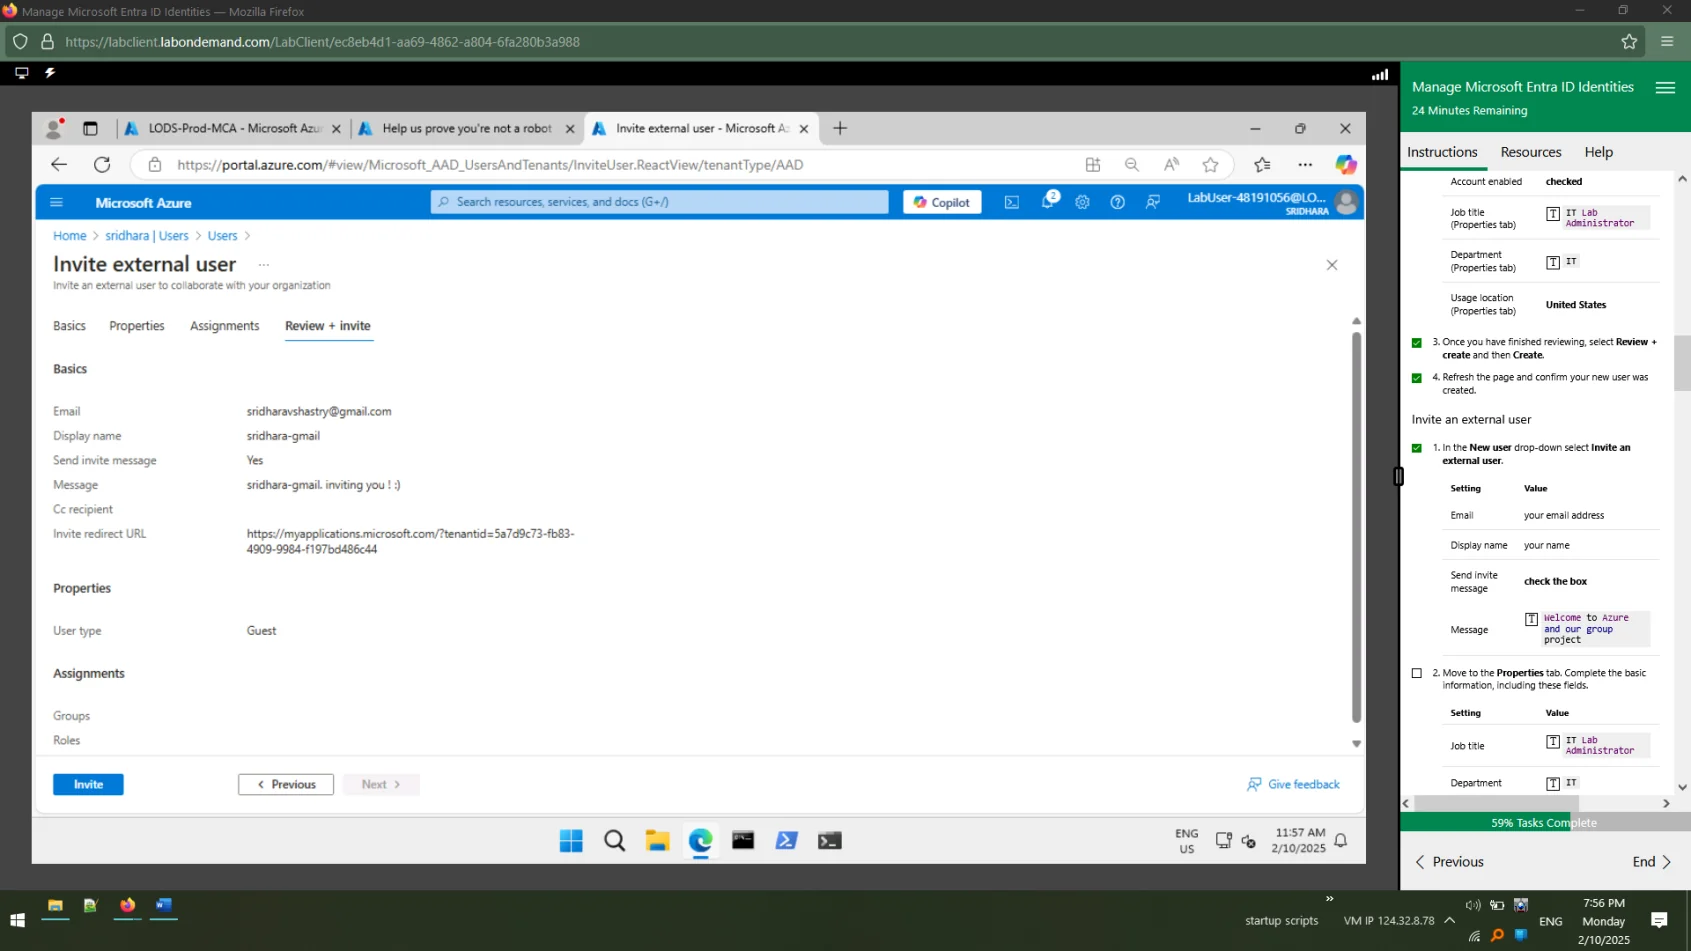 Manage Microsoft Entra ID Identities — Mozilla Firefox
https://labclient.labondemand.com/LabClient/ec8eb4d1-aa69-4862-a804-6fa280b3a988
LODS-Prod-MCA - Microsoft Azu
Help us prove you're not a robot
Invite external user - Microsoft Az
https://portal.azure.com/#view/Microsoft_AAD_UsersAndTenants/InviteUser.ReactView/tenantType/AAD
Microsoft Azure
Search resources, services, and docs (G+/)
Copilot
2
LabUser-48191056@LO...
SRIDHARA
Home > sridhara | Users > Users >
Invite external user ...
Invite an external user to collaborate with your organization
Basics Properties Assignments Review + invite
Basics
Email sridharavshastry@gmail.com
Display name sridhara-gmail
Send invite message Yes
Message sridhara-gmail. inviting you ! :)
Cc recipient
Invite redirect URL https://myapplications.microsoft.com/?tenantid=5a7d9c73-fb83-
4909-9984-f197bd486c44
Properties
User type Guest
Assignments
Groups
Roles
Invite
< Previous
Next >
Give feedback
ENG
US
11:57 AM
2/10/2025
Manage Microsoft Entra ID Identities
24 Minutes Remaining
Instructions Resources Help
Account enabled checked
Job title
(Properties tab)
IT Lab
Administrator
Department
(Properties tab)
IT
Usage location
(Properties tab)
United States
3. Once you have finished reviewing, select Review +
create and then Create.
4. Refresh the page and confirm your new user was
created.
Invite an external user
1. In the New user drop-down select Invite an
external user.
Setting Value
Email your email address
Display name your name
Send invite
message
check the box
Message
Welcome to Azure
and our group
project
2. Move to the Properties tab. Complete the basic
information, including these fields.
Setting Value
Job title
IT Lab
Administrator
Department IT
59% Tasks Complete
< Previous
End >
startup scripts
VM IP 124.32.8.78
ENG
7:56 PM
Monday
2/10/2025